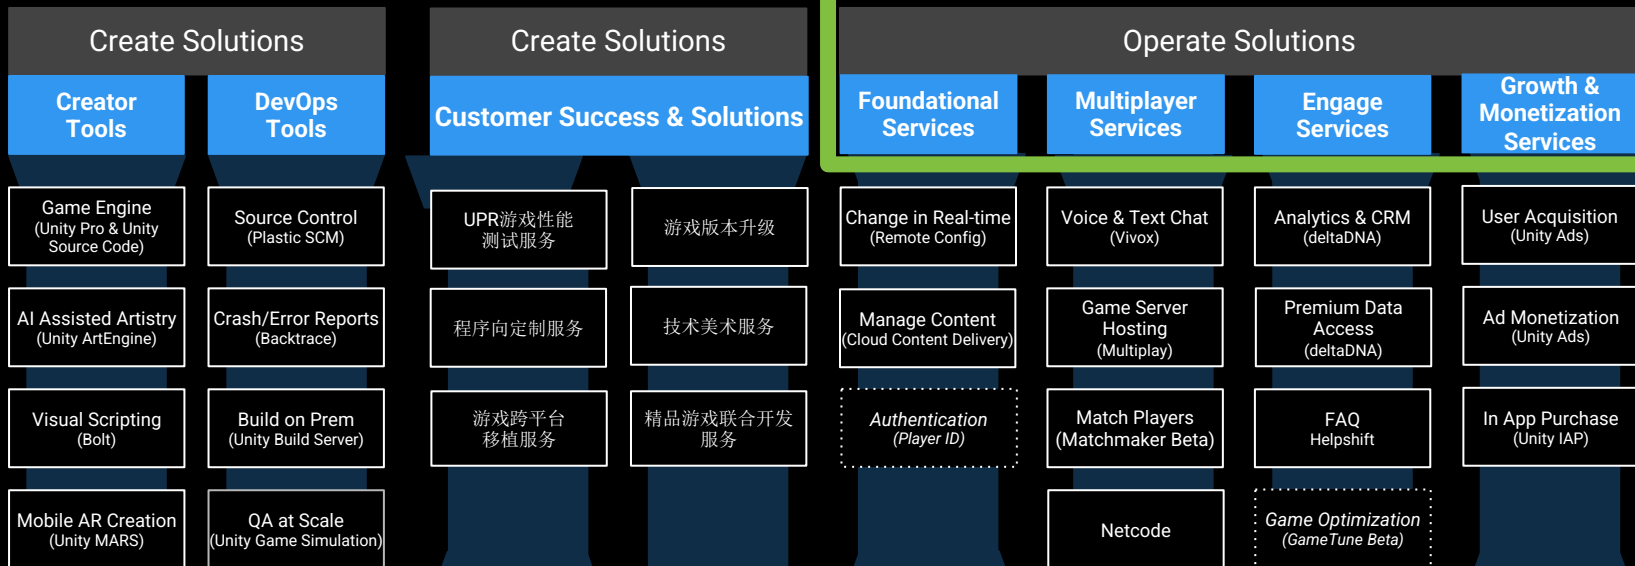 Create Solutions
Creator
Tools
DevOps
Tools
Game Engine
(Unity Pro & Unity
Source Code)
Source Control
(Plastic SCM)
AI Assisted Artistry
(Unity ArtEngine)
Crash/Error Reports
(Backtrace)
Visual Scripting
(Bolt)
Build on Prem
(Unity Build Server)
Mobile AR Creation
(Unity MARS)
QA at Scale
(Unity Game Simulation)
Create Solutions
Customer Success & Solutions
UPR游戏性能
测试服务
游戏版本升级
程序向定制服务
技术美术服务
游戏跨平台
移植服务
精品游戏联合开发
服务
Operate Solutions
Foundational
Services
Multiplayer
Services
Engage
Services
Growth &
Monetization
Services
Change in Real-time
(Remote Config)
Voice & Text Chat
(Vivox)
Analytics & CRM
(deltaDNA)
User Acquisition
(Unity Ads)
Manage Content
(Cloud Content Delivery)
Game Server
Hosting
(Multiplay)
Premium Data
Access
(deltaDNA)
Ad Monetization
(Unity Ads)
Authentication
(Player ID)
Match Players
(Matchmaker Beta)
FAQ
Helpshift
In App Purchase
(Unity IAP)
Netcode
Game Optimization
(GameTune Beta)